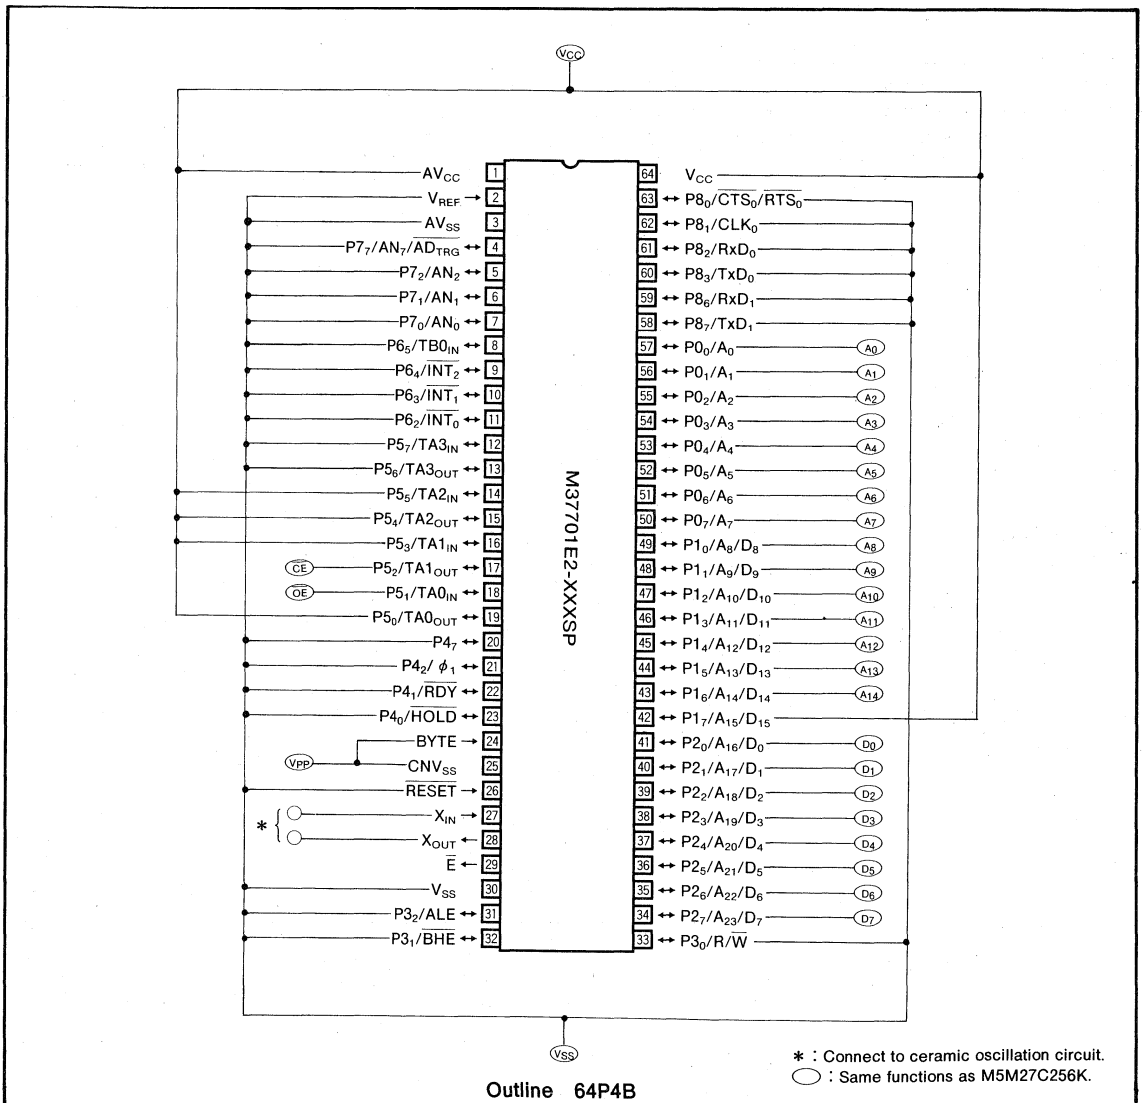 VCC
AVCC 1
VREF 2
AVSS 3
P77/AN7/ADTRG 4
P72/AN2 5
P71/AN1 6
P70/AN0 7
P65/TB0IN 8
P64/INT2 9
P63/INT1 10
P62/INT0 11
P57/TA3IN 12
P56/TA3OUT 13
P55/TA2IN 14
P54/TA2OUT 15
P53/TA1IN 16
CE P52/TA1OUT 17
OE P51/TA0IN 18
P50/TA0OUT 19
P47 20
P42/ φ1 21
P41/RDY 22
P40/HOLD 23
BYTE 24
VPP CNVSS 25
RESET 26
XIN 27
* { XOUT 28
E 29
VSS 30
P32/ALE 31
P31/BHE 32
M37701E2-XXXSP
64 VCC
63 P80/CTS0/RTS0
62 P81/CLK0
61 P82/RxD0
60 P83/TxD0
59 P86/RxD1
58 P87/TxD1
57 P00/A0 A0
56 P01/A1 A1
55 P02/A2 A2
54 P03/A3 A3
53 P04/A4 A4
52 P05/A5 A5
51 P06/A6 A6
50 P07/A7 A7
49 P10/A8/D8 A8
48 P11/A9/D9 A9
47 P12/A10/D10 A10
46 P13/A11/D11 A11
45 P14/A12/D12 A12
44 P15/A13/D13 A13
43 P16/A14/D14 A14
42 P17/A15/D15
41 P20/A16/D0 D0
40 P21/A17/D1 D1
39 P22/A18/D2 D2
38 P23/A19/D3 D3
37 P24/A20/D4 D4
36 P25/A21/D5 D5
35 P26/A22/D6 D6
34 P27/A23/D7 D7
33 P30/R/W
VSS
* : Connect to ceramic oscillation circuit.
: Same functions as M5M27C256K.
Outline 64P4B